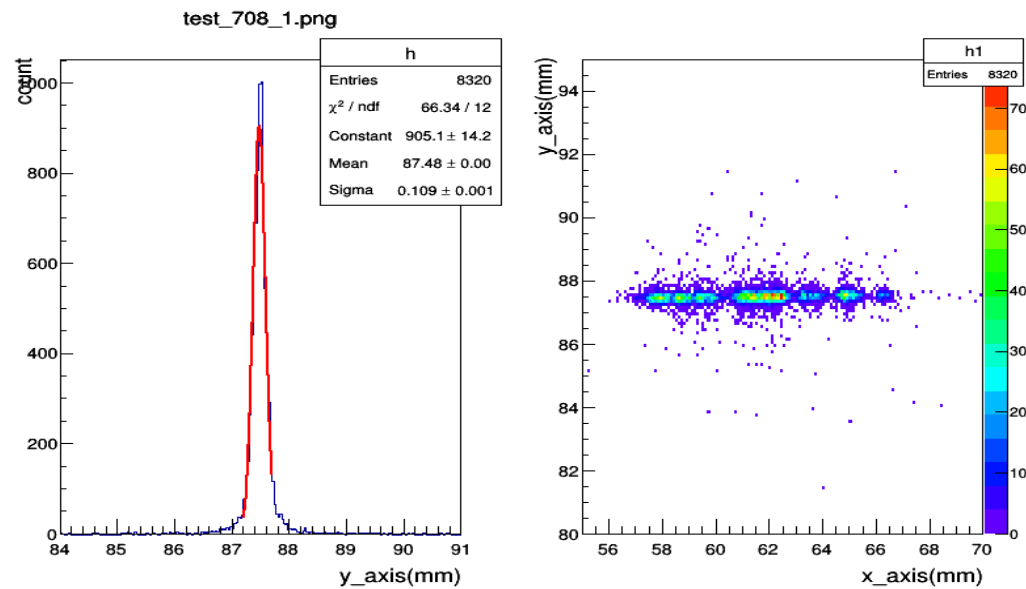 test_708_1.png
count
1000
800
600
400
200
0
84 85 86 87 88 89 90 91
y_axis(mm)
h
Entries 8320
χ² / ndf 66.34 / 12
Constant 905.1 ± 14.2
Mean 87.48 ± 0.00
Sigma 0.109 ± 0.001
y_axis(mm)
94
92
90
88
86
84
82
80
56 58 60 62 64 66 68 70
x_axis(mm)
h1
Entries 8320
70
60
50
40
30
20
10
0